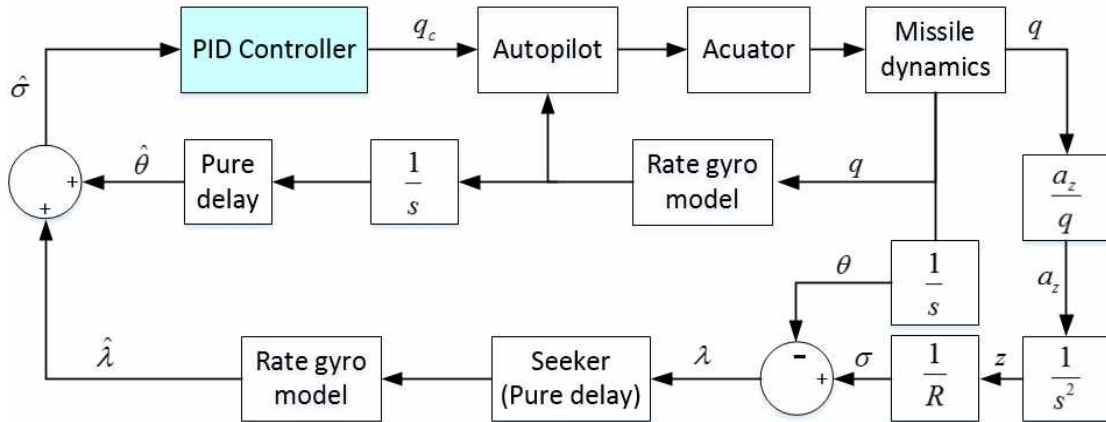 PID Controller
q_c
Autopilot
Acuator
Missile
dynamics
q
σ̂
θ̂
Pure
delay
1
s
Rate gyro
model
q
a_z
q
θ
1
s
a_z
λ̂
Rate gyro
model
Seeker
(Pure delay)
λ
σ
1
R
z
1
s²
+
+
-
+